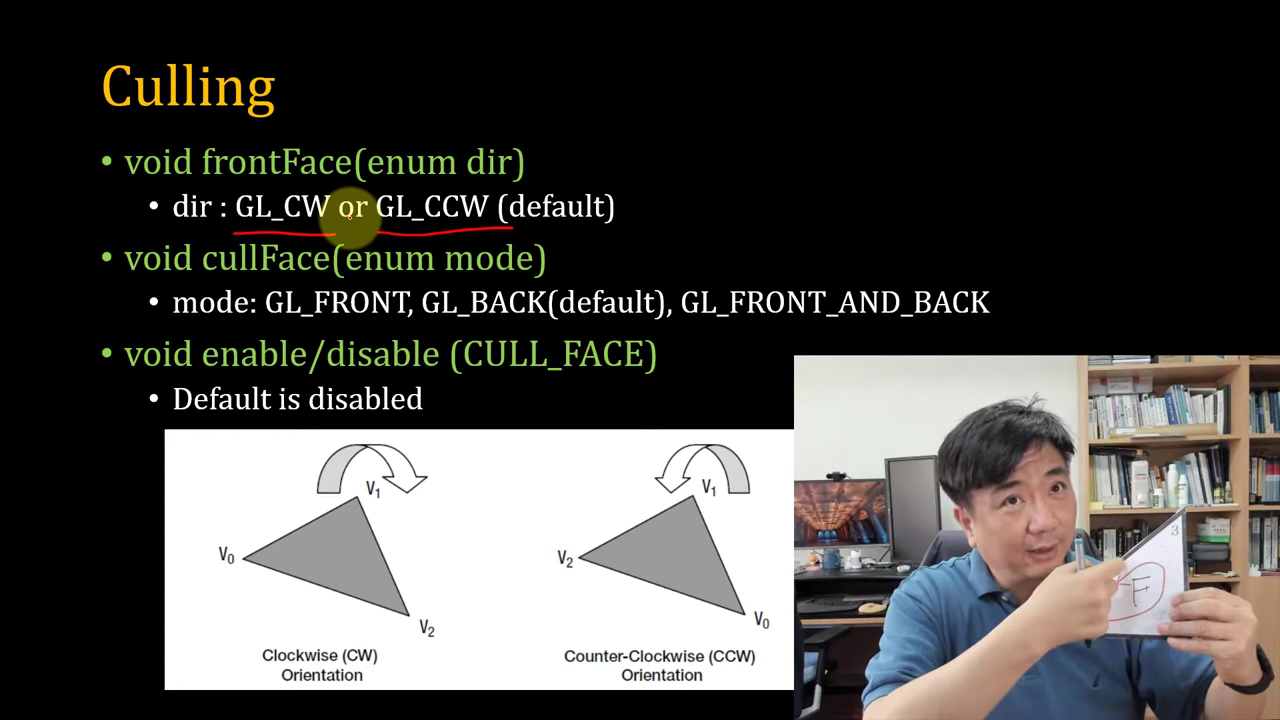 Culling
• void frontFace(enum dir)
• dir : GL_CW or GL_CCW (default)
• void cullFace(enum mode)
• mode: GL_FRONT, GL_BACK(default), GL_FRONT_AND_BACK
• void enable/disable (CULL_FACE)
• Default is disabled
V1
V0
V2
Clockwise (CW)
Orientation
V1
V2
V0
Counter-Clockwise (CCW)
Orientation
3
F